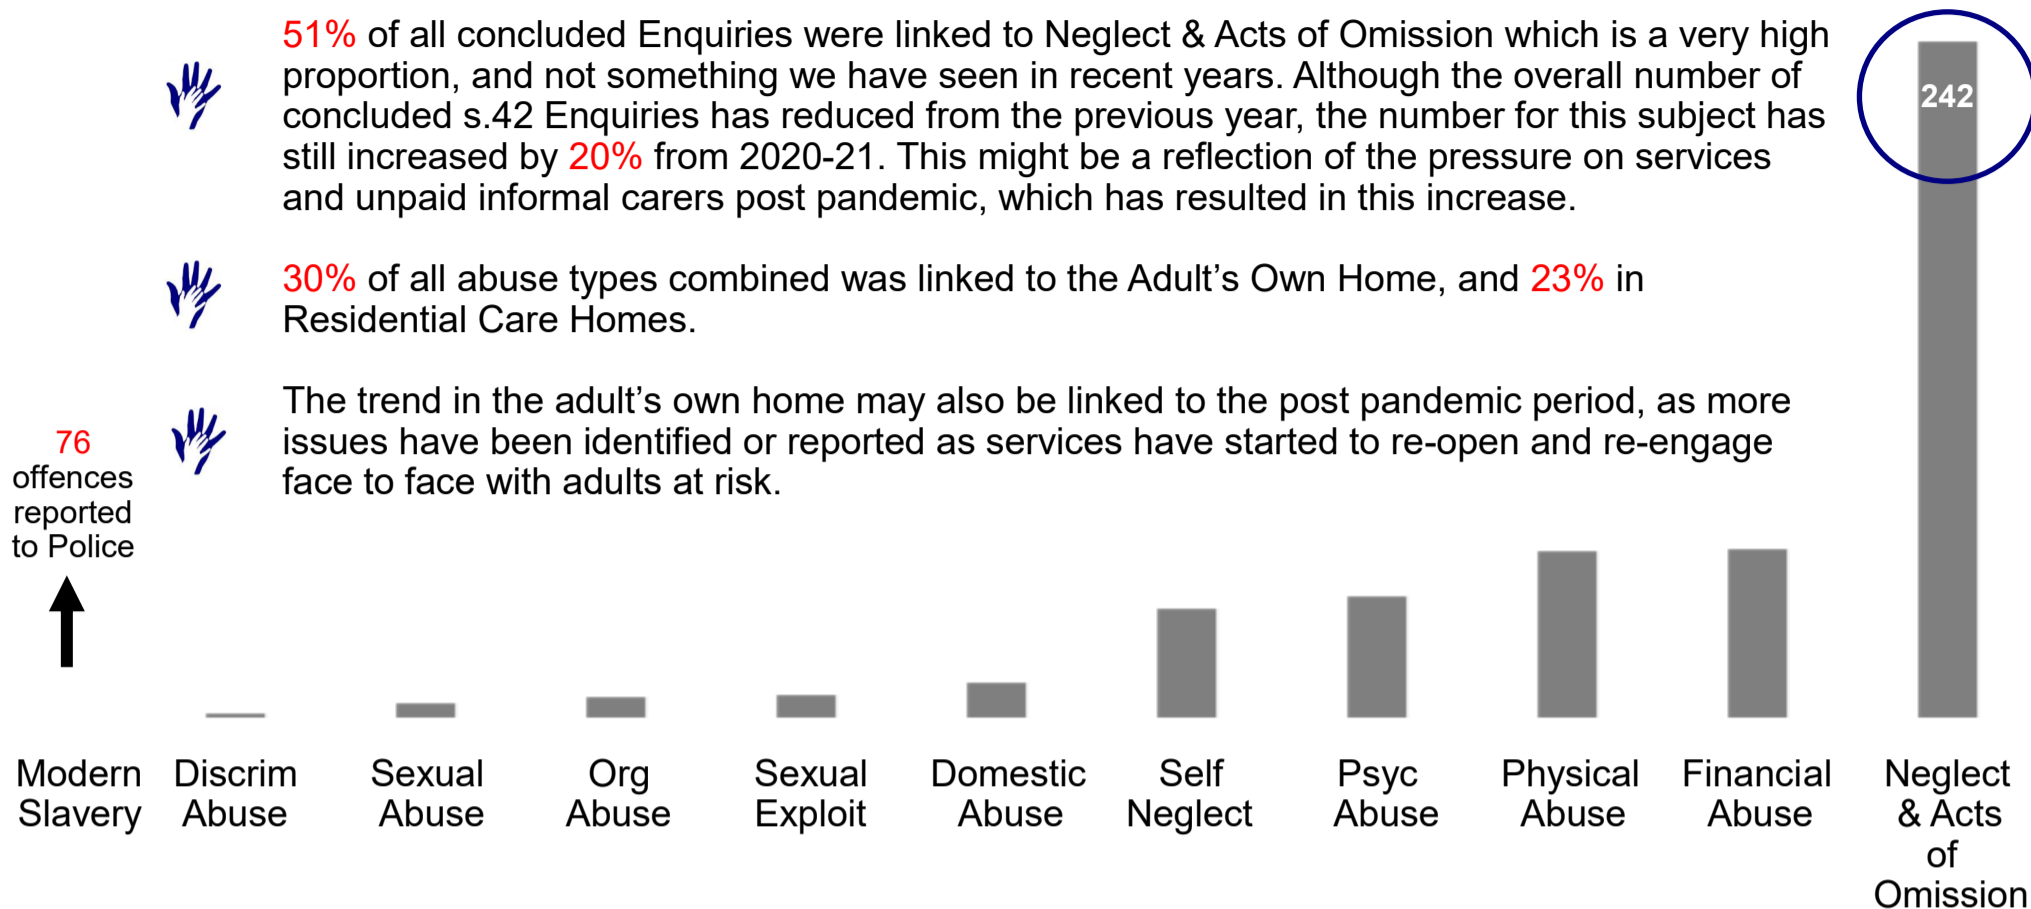 51% of all concluded Enquiries were linked to Neglect & Acts of Omission which is a very high
proportion, and not something we have seen in recent years. Although the overall number of
concluded s.42 Enquiries has reduced from the previous year, the number for this subject has
still increased by 20% from 2020-21. This might be a reflection of the pressure on services
and unpaid informal carers post pandemic, which has resulted in this increase.
242
30% of all abuse types combined was linked to the Adult’s Own Home, and 23% in
Residential Care Homes.
The trend in the adult’s own home may also be linked to the post pandemic period, as more
issues have been identified or reported as services have started to re-open and re-engage
face to face with adults at risk.
76
offences
reported
to Police
Modern
Slavery
Discrim
Abuse
Sexual
Abuse
Org
Abuse
Sexual
Exploit
Domestic
Abuse
Self
Neglect
Psyc
Abuse
Physical
Abuse
Financial
Abuse
Neglect
& Acts
of
Omission